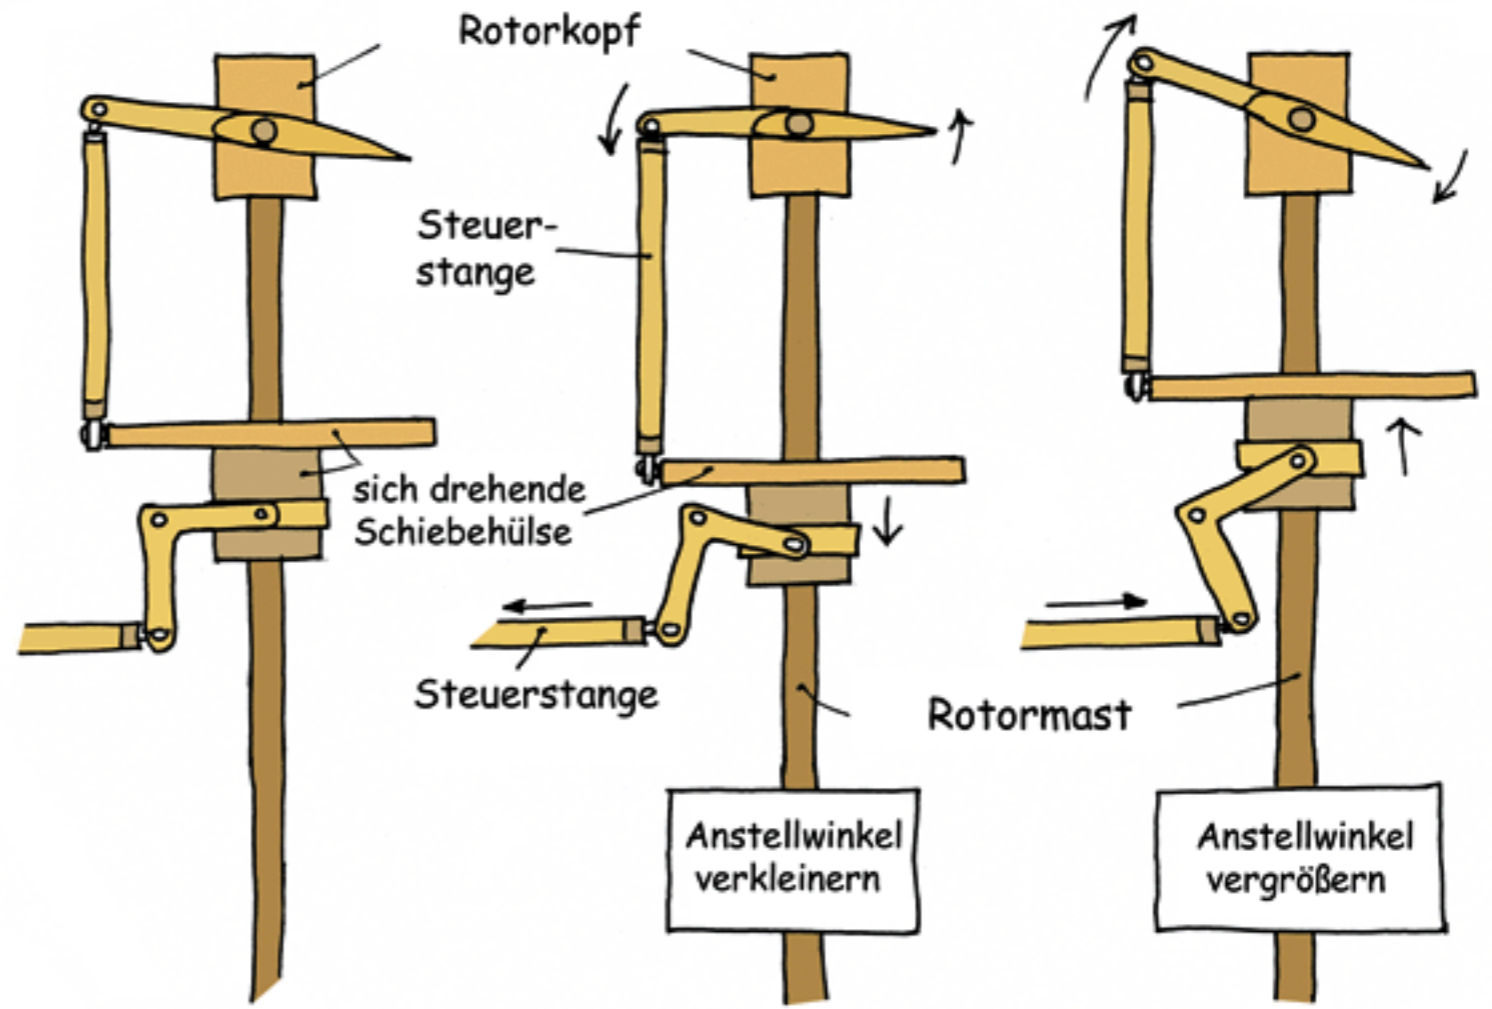 Rotorkopf
Steuer-
stange
sich drehende
Schiebehülse
Steuerstange
Rotormast
Anstellwinkel
verkleinern
Anstellwinkel
vergrößern